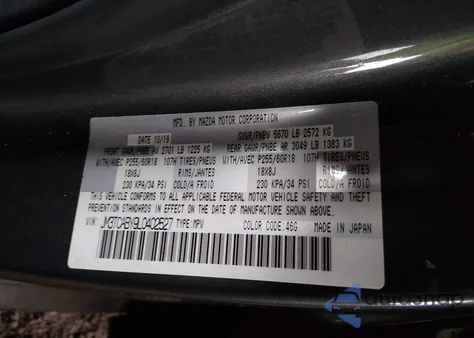 MFG. BY MAZDA MOTOR CORPORATION
DATE 10/19 GVWR/PNBV 5670 LB 2572 KG
FRONT GAWR/PNBE AV 2701 LB 1225 KG REAR GAWR/PNBE AR 3049 LB 1383 KG
WITH/AVEC P255/60R18 107H TIRES/PNEUS WITH/AVEC P255/60R18 107H TIRES/PNEUS
18X8J RIMS/JANTES 18X8J RIMS/JANTES
230 KPA/34 PSI COLD/A FROID 230 KPA/34 PSI COLD/A FROID
THIS VEHICLE CONFORMS TO ALL APPLICABLE FEDERAL MOTOR VEHICLE SAFETY AND THEFT
PREVENTION STANDARDS IN EFFECT ON THE DATE OF MANUFACTURE SHOWN ABOVE.
VIN: TYPE:MPV COLOR CODE:46G MADE IN JAPAN
AutoSnap